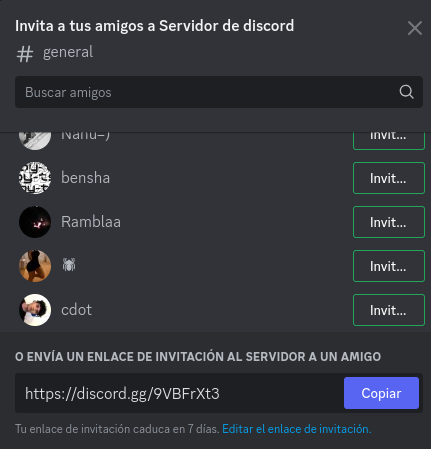 Invita a tus amigos a Servidor de discord
# general
Buscar amigos
Nahu=) Invit...
bensha Invit...
Ramblaa Invit...
🕷 Invit...
cdot Invit...
O ENVÍA UN ENLACE DE INVITACIÓN AL SERVIDOR A UN AMIGO
https://discord.gg/9VBFrXt3 Copiar
Tu enlace de invitación caduca en 7 días. Editar el enlace de invitación.